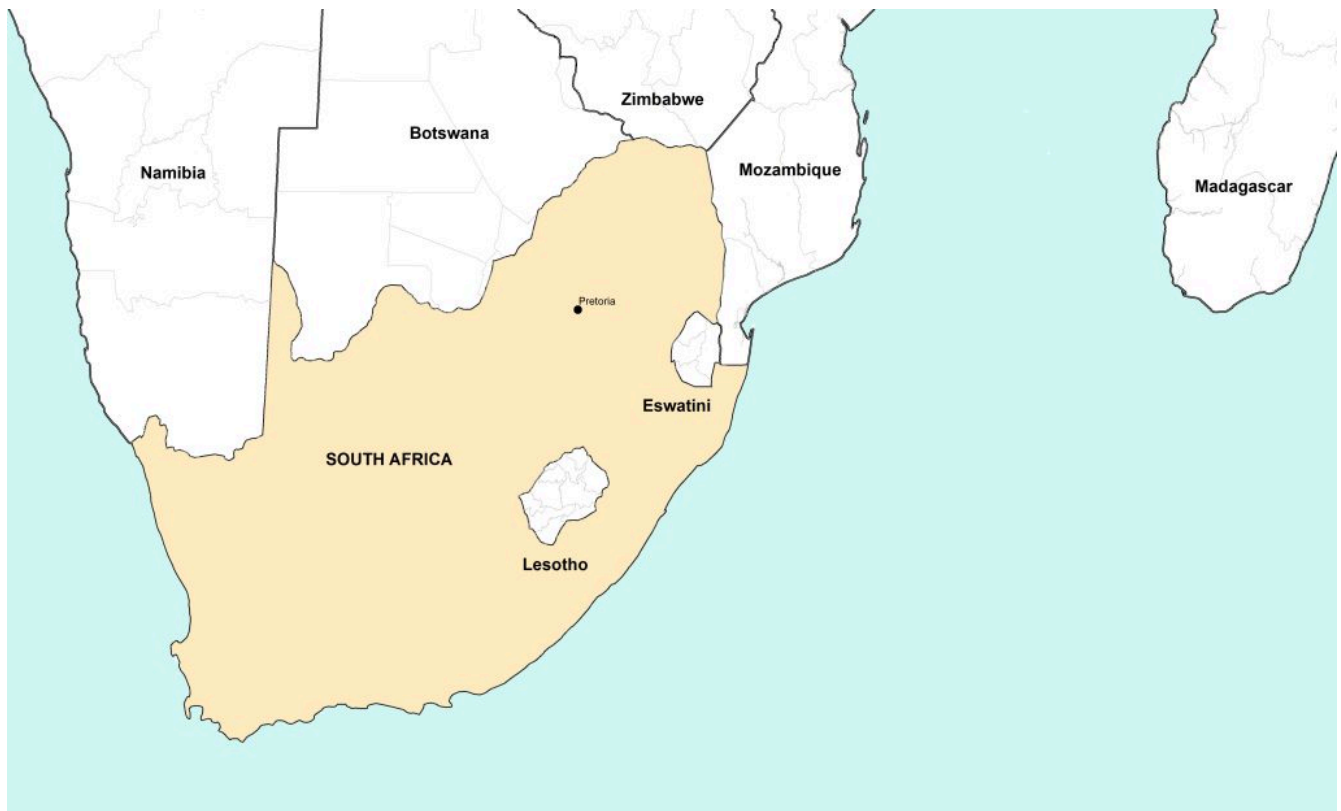 Zimbabwe
Botswana
Mozambique
Namibia
Madagascar
Pretoria
Eswatini
SOUTH AFRICA
Lesotho